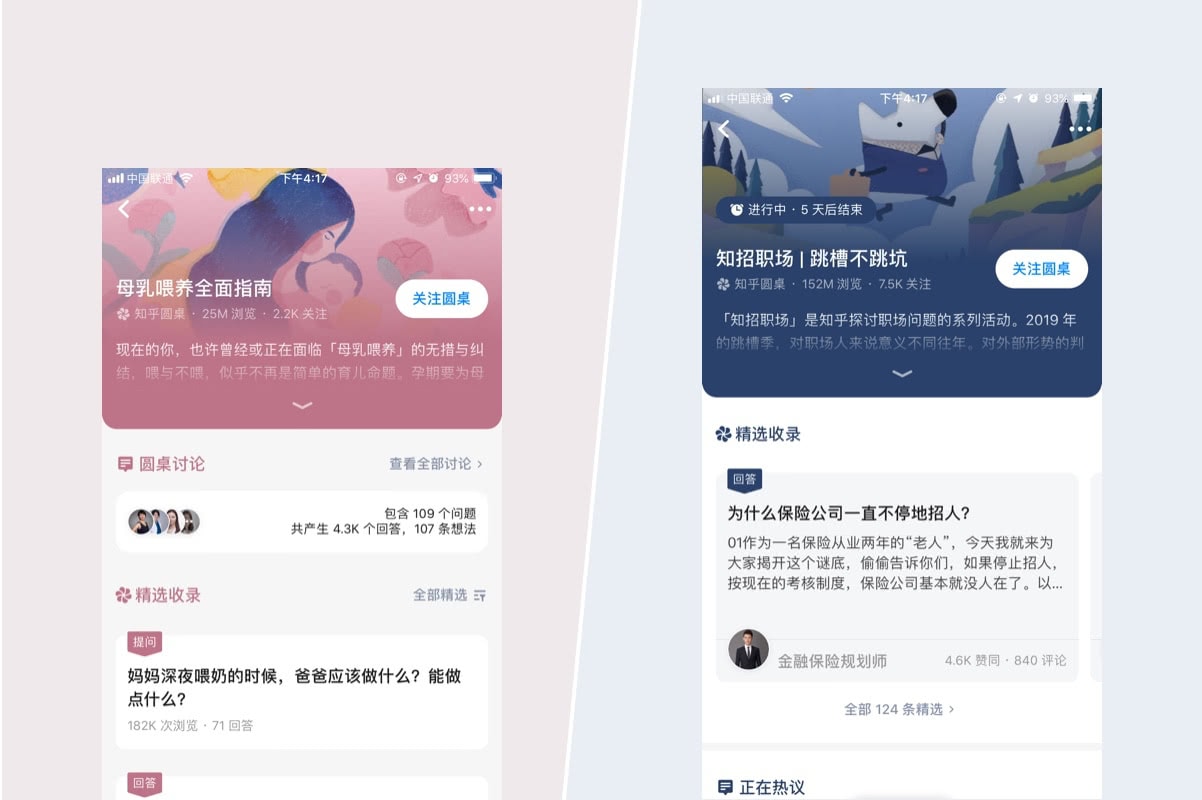 中国联通
下午4:17
93%
母乳喂养全面指南
知乎圆桌 · 25M 浏览 · 2.2K 关注
关注圆桌
现在的你，也许曾经或正在面临「母乳喂养」的无措与纠
结，喂与不喂，似乎不再是简单的育儿命题。孕期要为母
圆桌讨论
查看全部讨论
包含 109 个问题
共产生 4.3K 个回答，107 条想法
精选收录
全部精选
提问
妈妈深夜喂奶的时候，爸爸应该做什么？能做
点什么？
182K 次浏览 · 71 回答
回答
中国联通
下午4:17
93%
进行中 · 5 天后结束
知招职场 | 跳槽不跳坑
知乎圆桌 · 152M 浏览 · 7.5K 关注
关注圆桌
「知招职场」是知乎探讨职场问题的系列活动。2019 年
的跳槽季，对职场人来说意义不同往年。对外部形势的判
精选收录
回答
为什么保险公司一直不停地招人？
01作为一名保险从业两年的“老人”，今天我就来为
大家揭开这个谜底，偷偷告诉你们，如果停止招人，
按现在的考核制度，保险公司基本就没人在了。以...
金融保险规划师
4.6K 赞同 · 840 评论
全部 124 条精选
正在热议